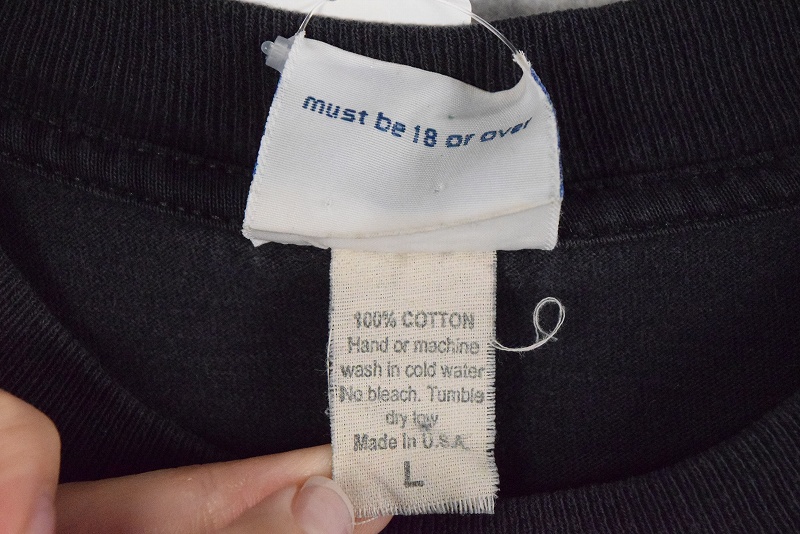 must be 18 or over
100% COTTON
Hand or machine
wash in cold water
No bleach. Tumble
dry low
Made in U.S.A.
L